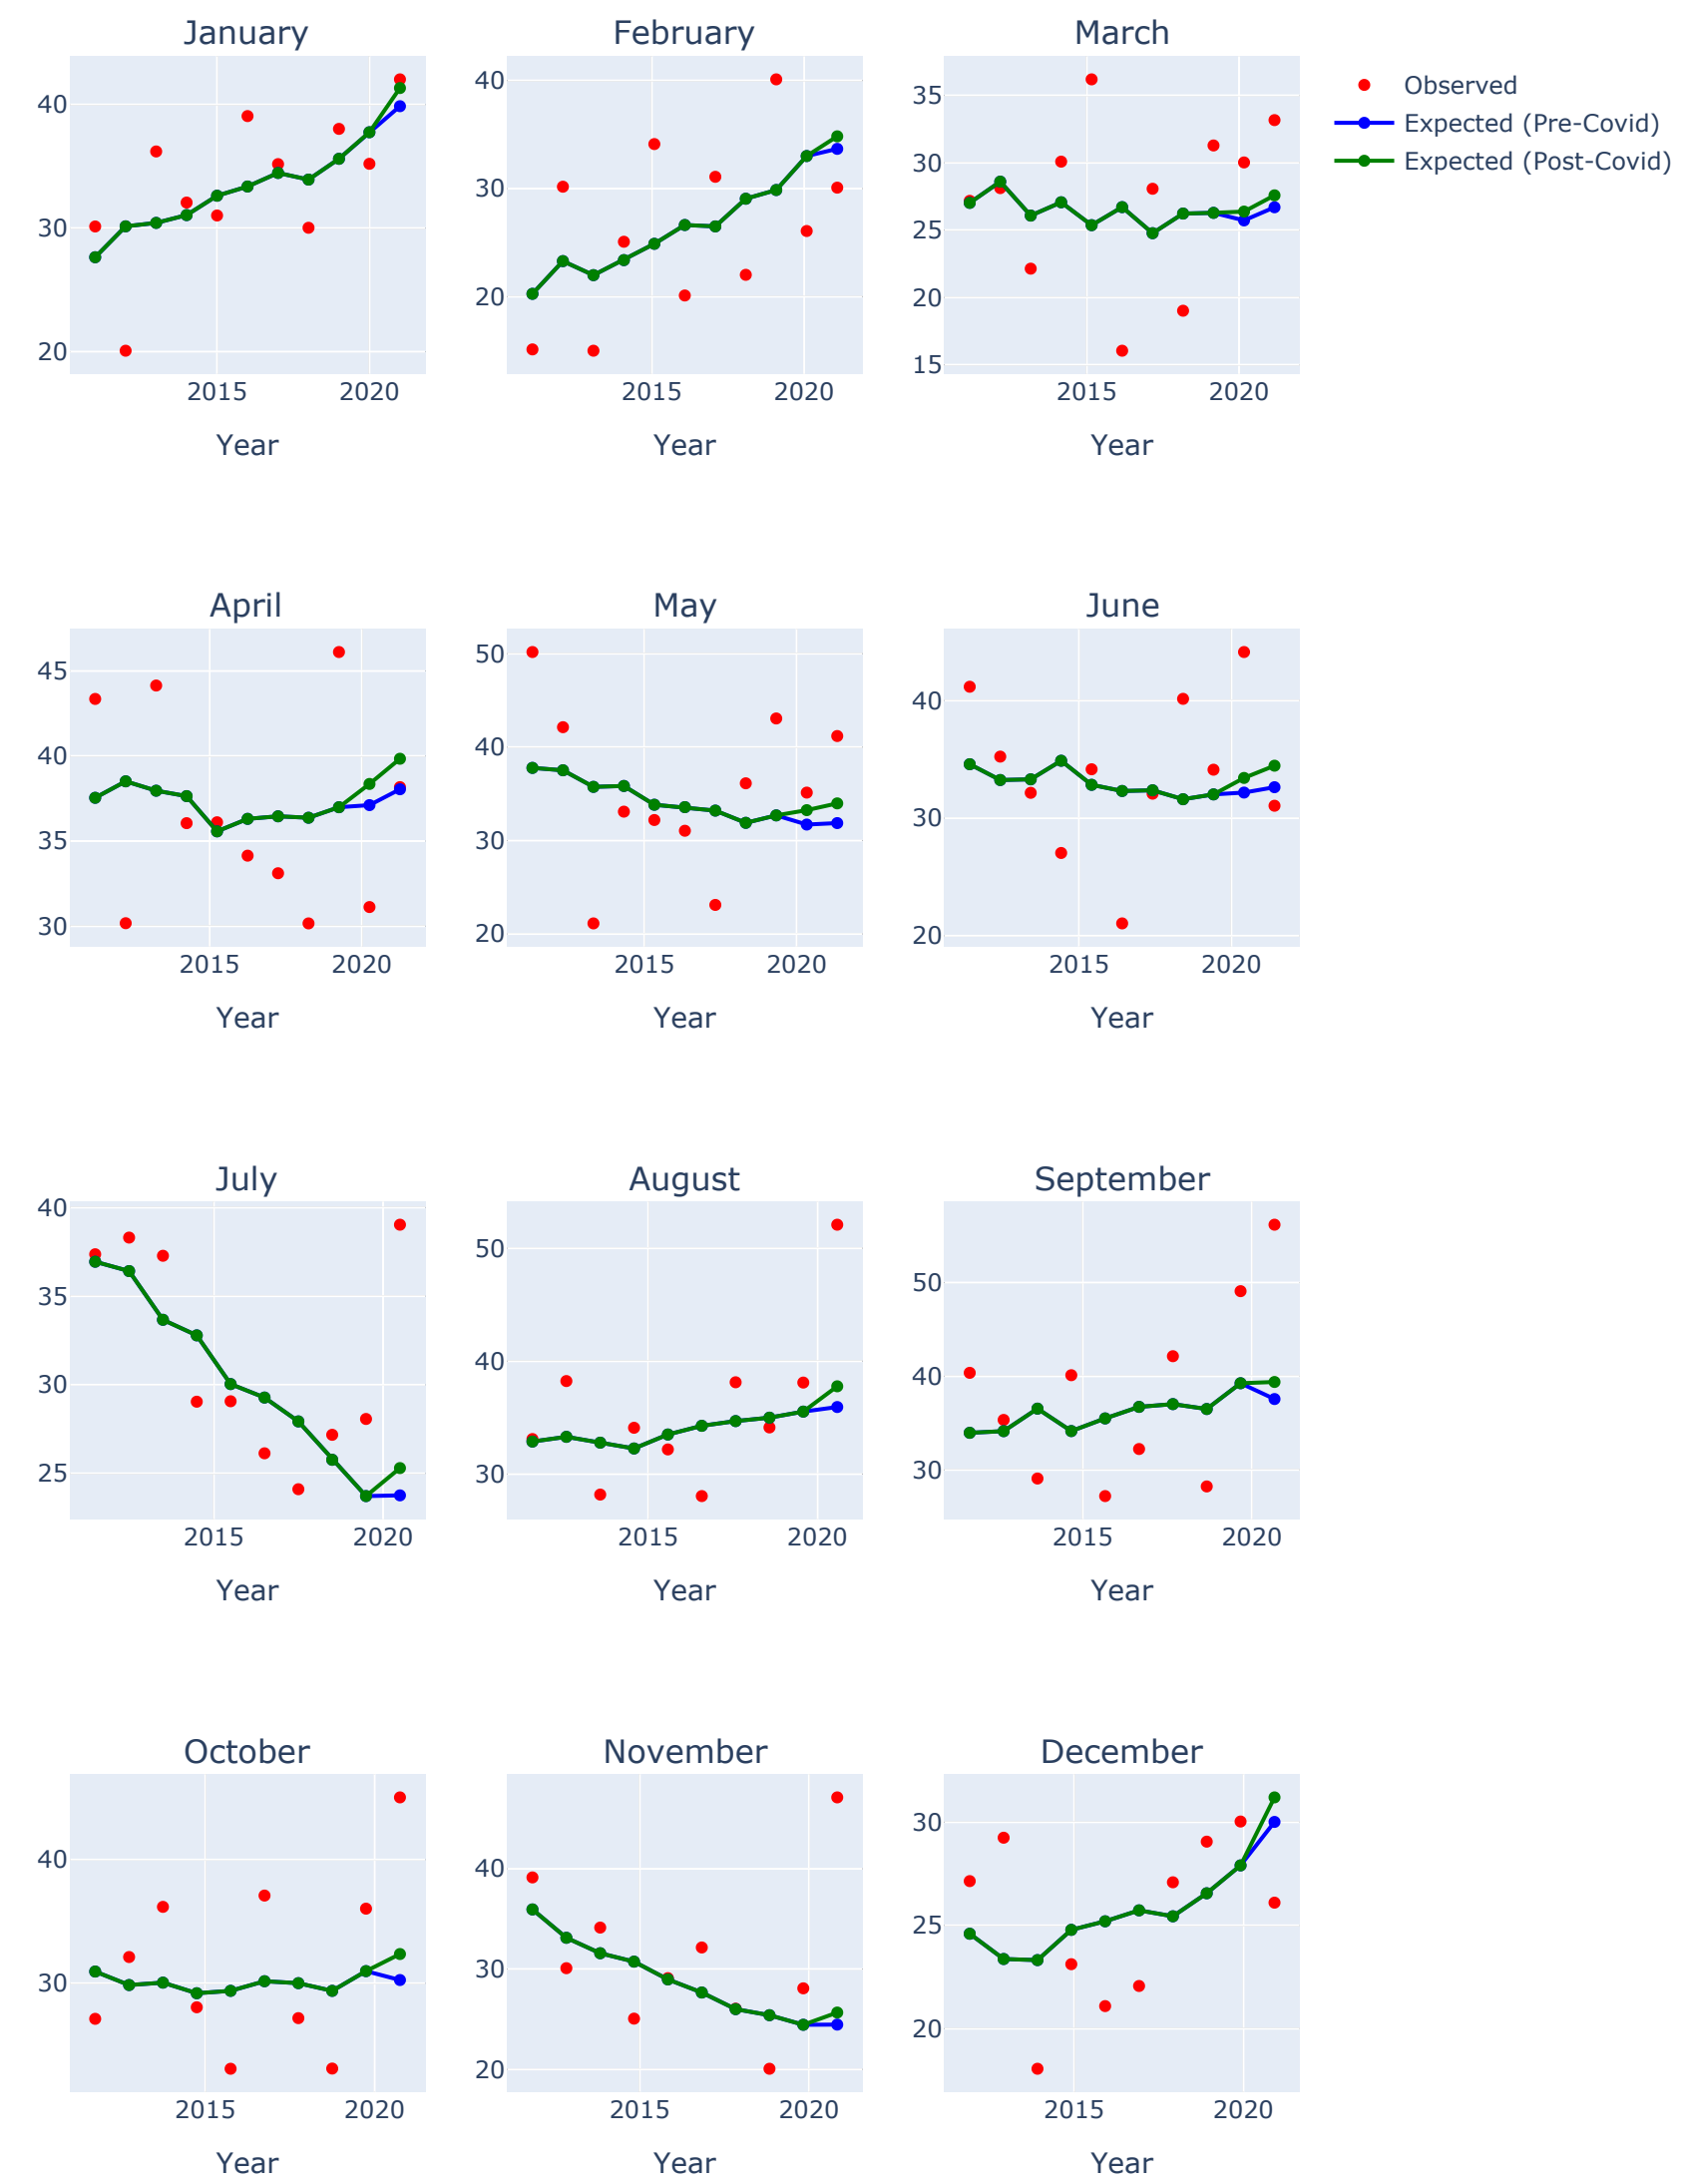 January February March
40
30
20
2015 2020
Year
40
30
20
2015 2020
Year
35
30
25
20
15
2015 2020
Year
Observed
Expected (Pre-Covid)
Expected (Post-Covid)
April May June
45
40
35
30
2015 2020
Year
50
40
30
20
2015 2020
Year
40
30
20
2015 2020
Year
July August September
40
35
30
25
2015 2020
Year
50
40
30
2015 2020
Year
50
40
30
2015 2020
Year
October November December
40
30
2015 2020
Year
40
30
20
2015 2020
Year
30
25
20
2015 2020
Year